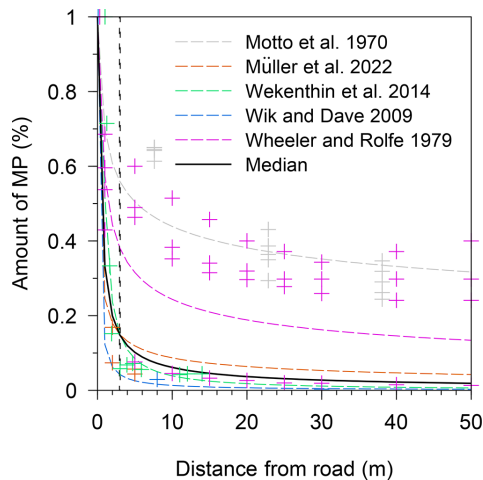 Amount of MP (%)
1
0.8
0.6
0.4
0.2
0
Motto et al. 1970
Müller et al. 2022
Wekenthin et al. 2014
Wik and Dave 2009
Wheeler and Rolfe 1979
Median
0 10 20 30 40 50
Distance from road (m)